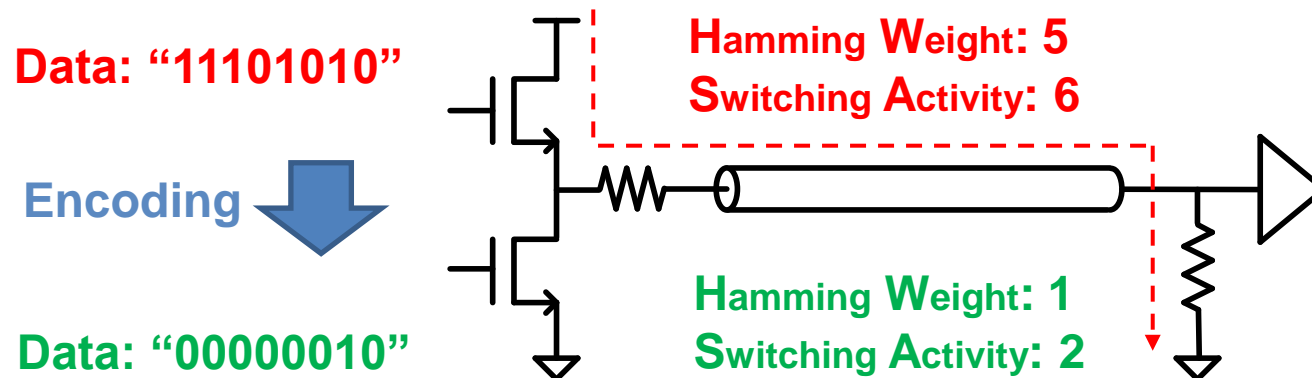 Hamming Weight: 5
Data: “11101010”
Switching Activity: 6
Encoding
Hamming Weight: 1
Data: “00000010”
Switching Activity: 2